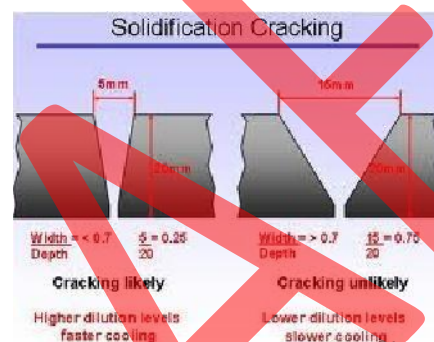 Solidification Cracking
5mm 15mm
20mm 20mm
Width = < 0.7 5 = 0.25 Width = > 0.7 15 = 0.75
Depth 20 Depth 20
Cracking likely Cracking unlikely
Higher dilution levels Lower dilution levels
faster cooling slower cooling